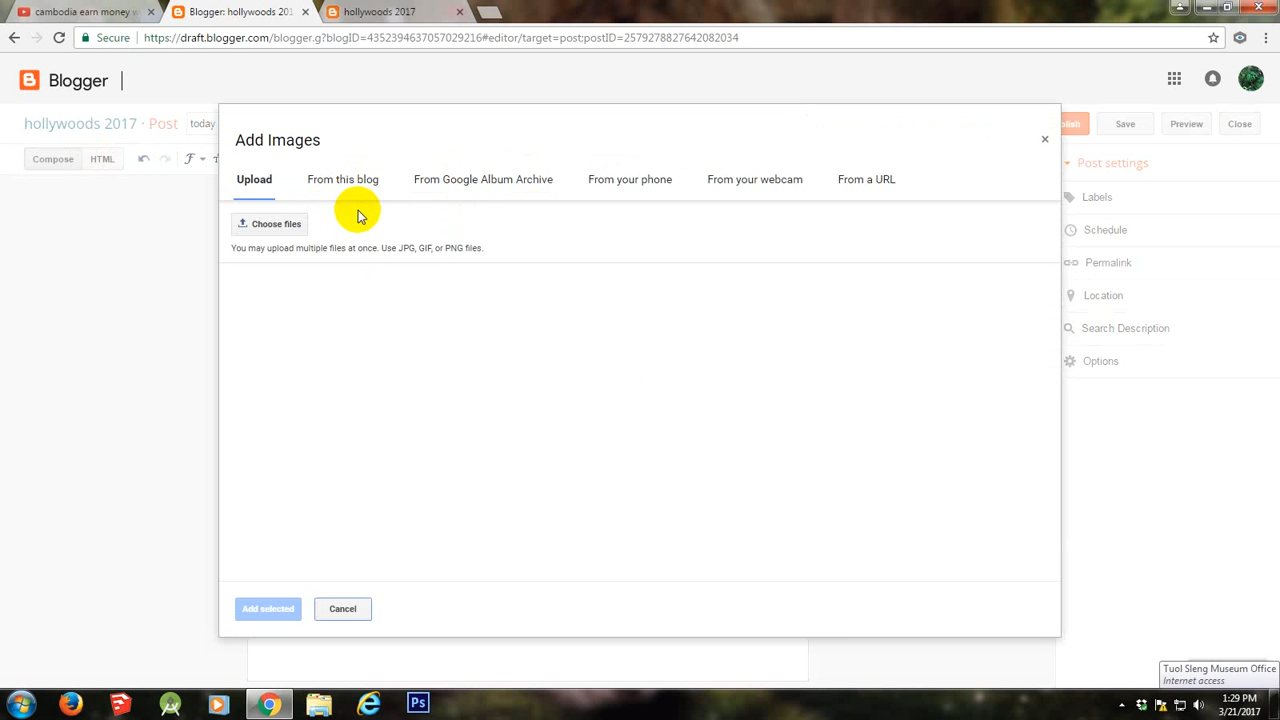 cambodia earn money w
Blogger: hollywoods 201
hollywoods 2017
Secure
https://draft.blogger.com/blogger.g?blogID=4352394637057029216#editor/target=post:postID=2579278827642082034
Blogger
hollywoods 2017 · Post
today
Save
Preview
Close
Compose
HTML
Add Images
Upload
From this blog
From Google Album Archive
From your phone
From your webcam
From a URL
Choose files
You may upload multiple files at once. Use JPG, GIF, or PNG files.
Add selected
Cancel
Post settings
Labels
Schedule
Permalink
Location
Search Description
Options
Tuol Sleng Museum Office
Internet access
Ps
1:29 PM
3/21/2017